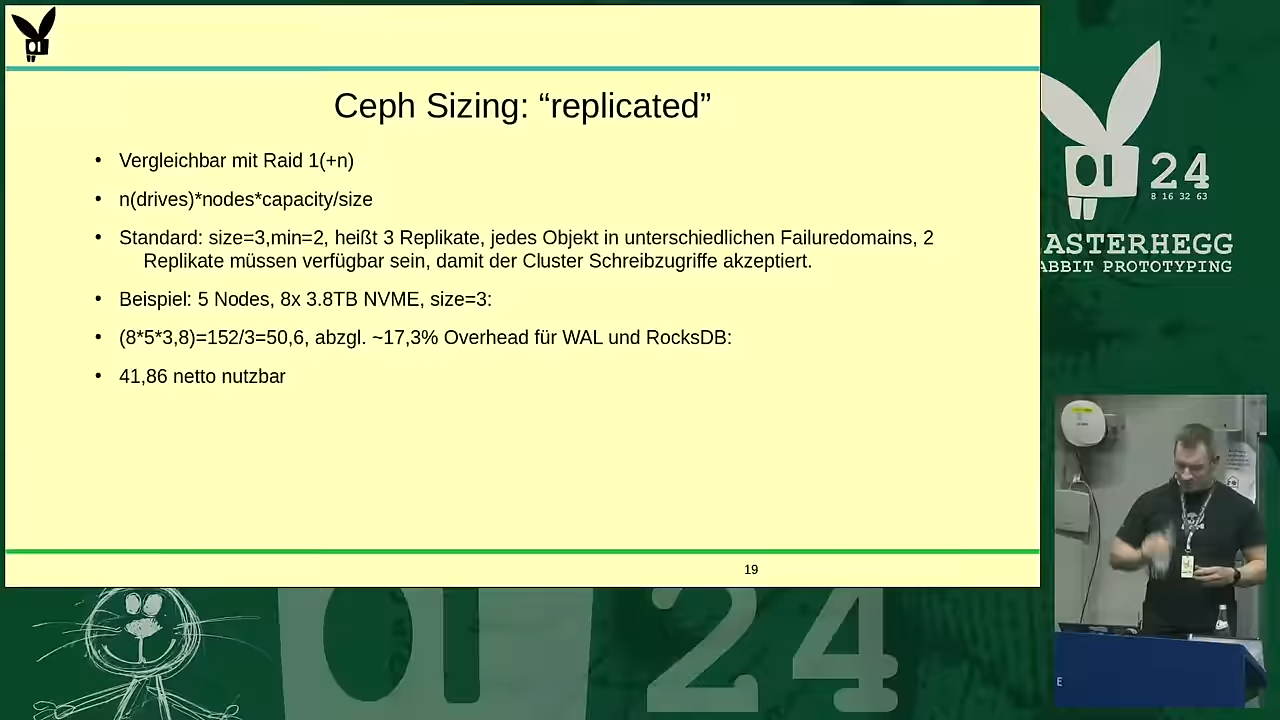 Ceph Sizing: “replicated”
• Vergleichbar mit Raid 1(+n)
• n(drives)*nodes*capacity/size
• Standard: size=3,min=2, heißt 3 Replikate, jedes Objekt in unterschiedlichen Failuredomains, 2
Replikate müssen verfügbar sein, damit der Cluster Schreibzugriffe akzeptiert.
• Beispiel: 5 Nodes, 8x 3.8TB NVME, size=3:
• (8*5*3,8)=152/3=50,6, abzgl. ~17,3% Overhead für WAL und RocksDB:
• 41,86 netto nutzbar
19
24
8 16 32 63
ASTERHEGG
ABBIT PROTOTYPING
24
E